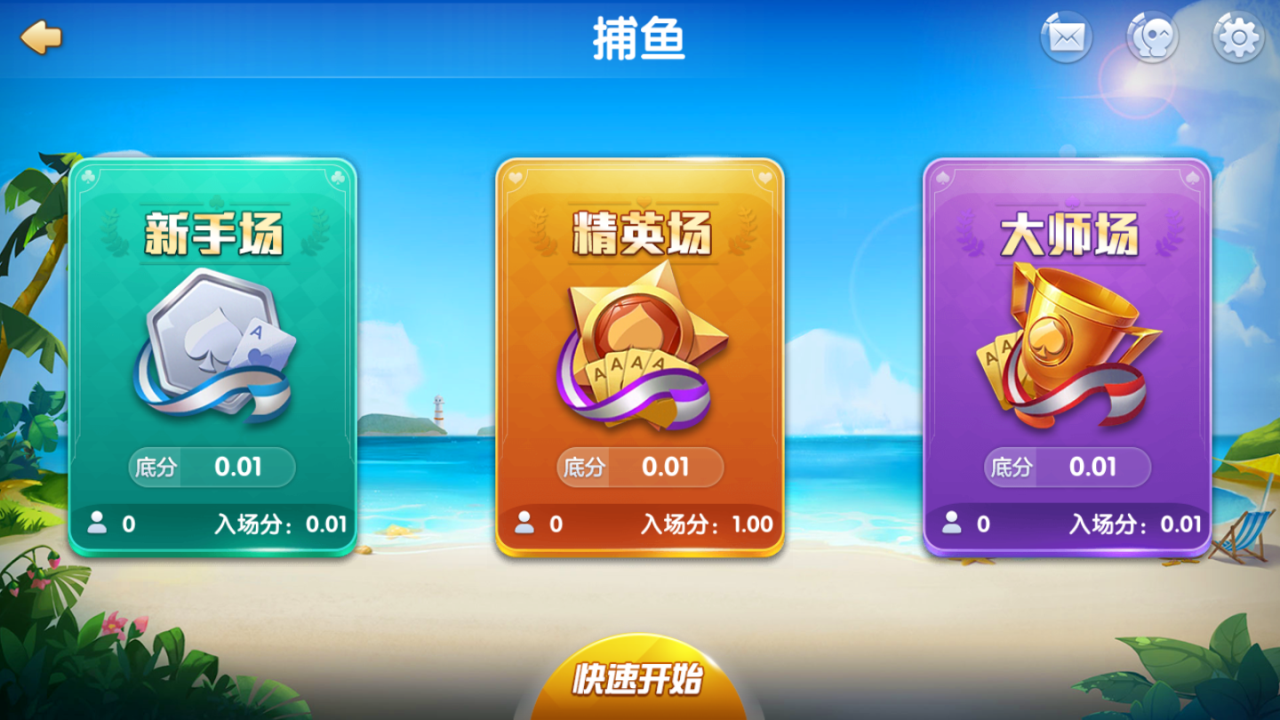 捕鱼
新手场
底分 0.01
0 入场分：0.01
精英场
A A A A
底分 0.01
0 入场分：1.00
大师场
A A
底分 0.01
0 入场分：0.01
A
快速开始